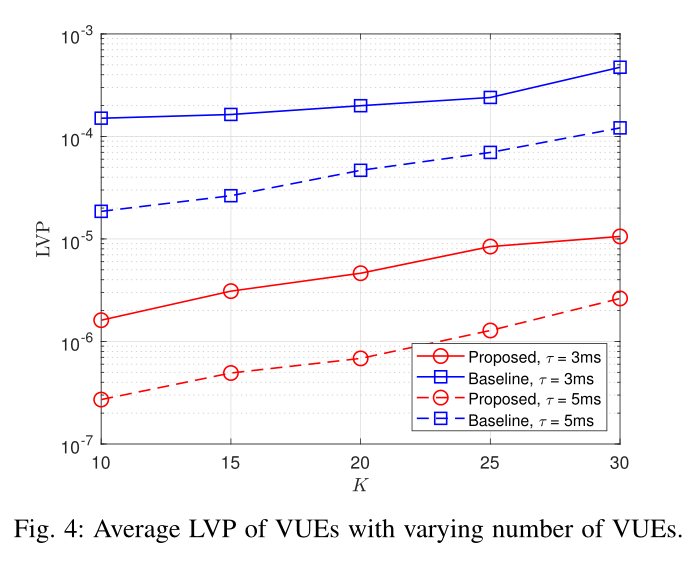 10^-3
10^-4
10^-5
10^-6
10^-7
LVP
Proposed, τ = 3ms
Baseline, τ = 3ms
Proposed, τ = 5ms
Baseline, τ = 5ms
10 15 20 25 30
K
Fig. 4: Average LVP of VUEs with varying number of VUEs.